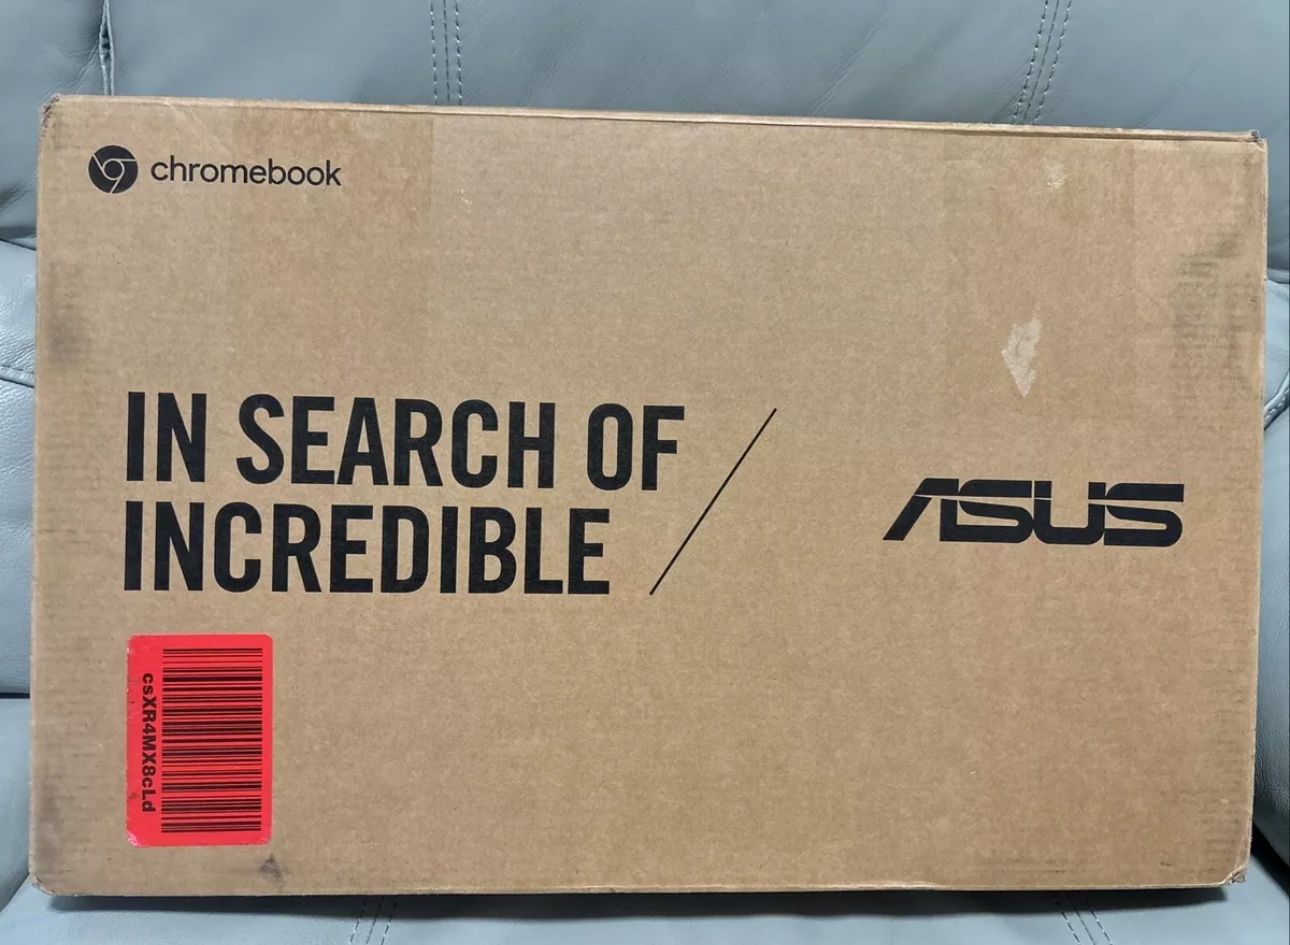 chromebook
IN SEARCH OF
INCREDIBLE
ASUS
csXR4MX8cLd